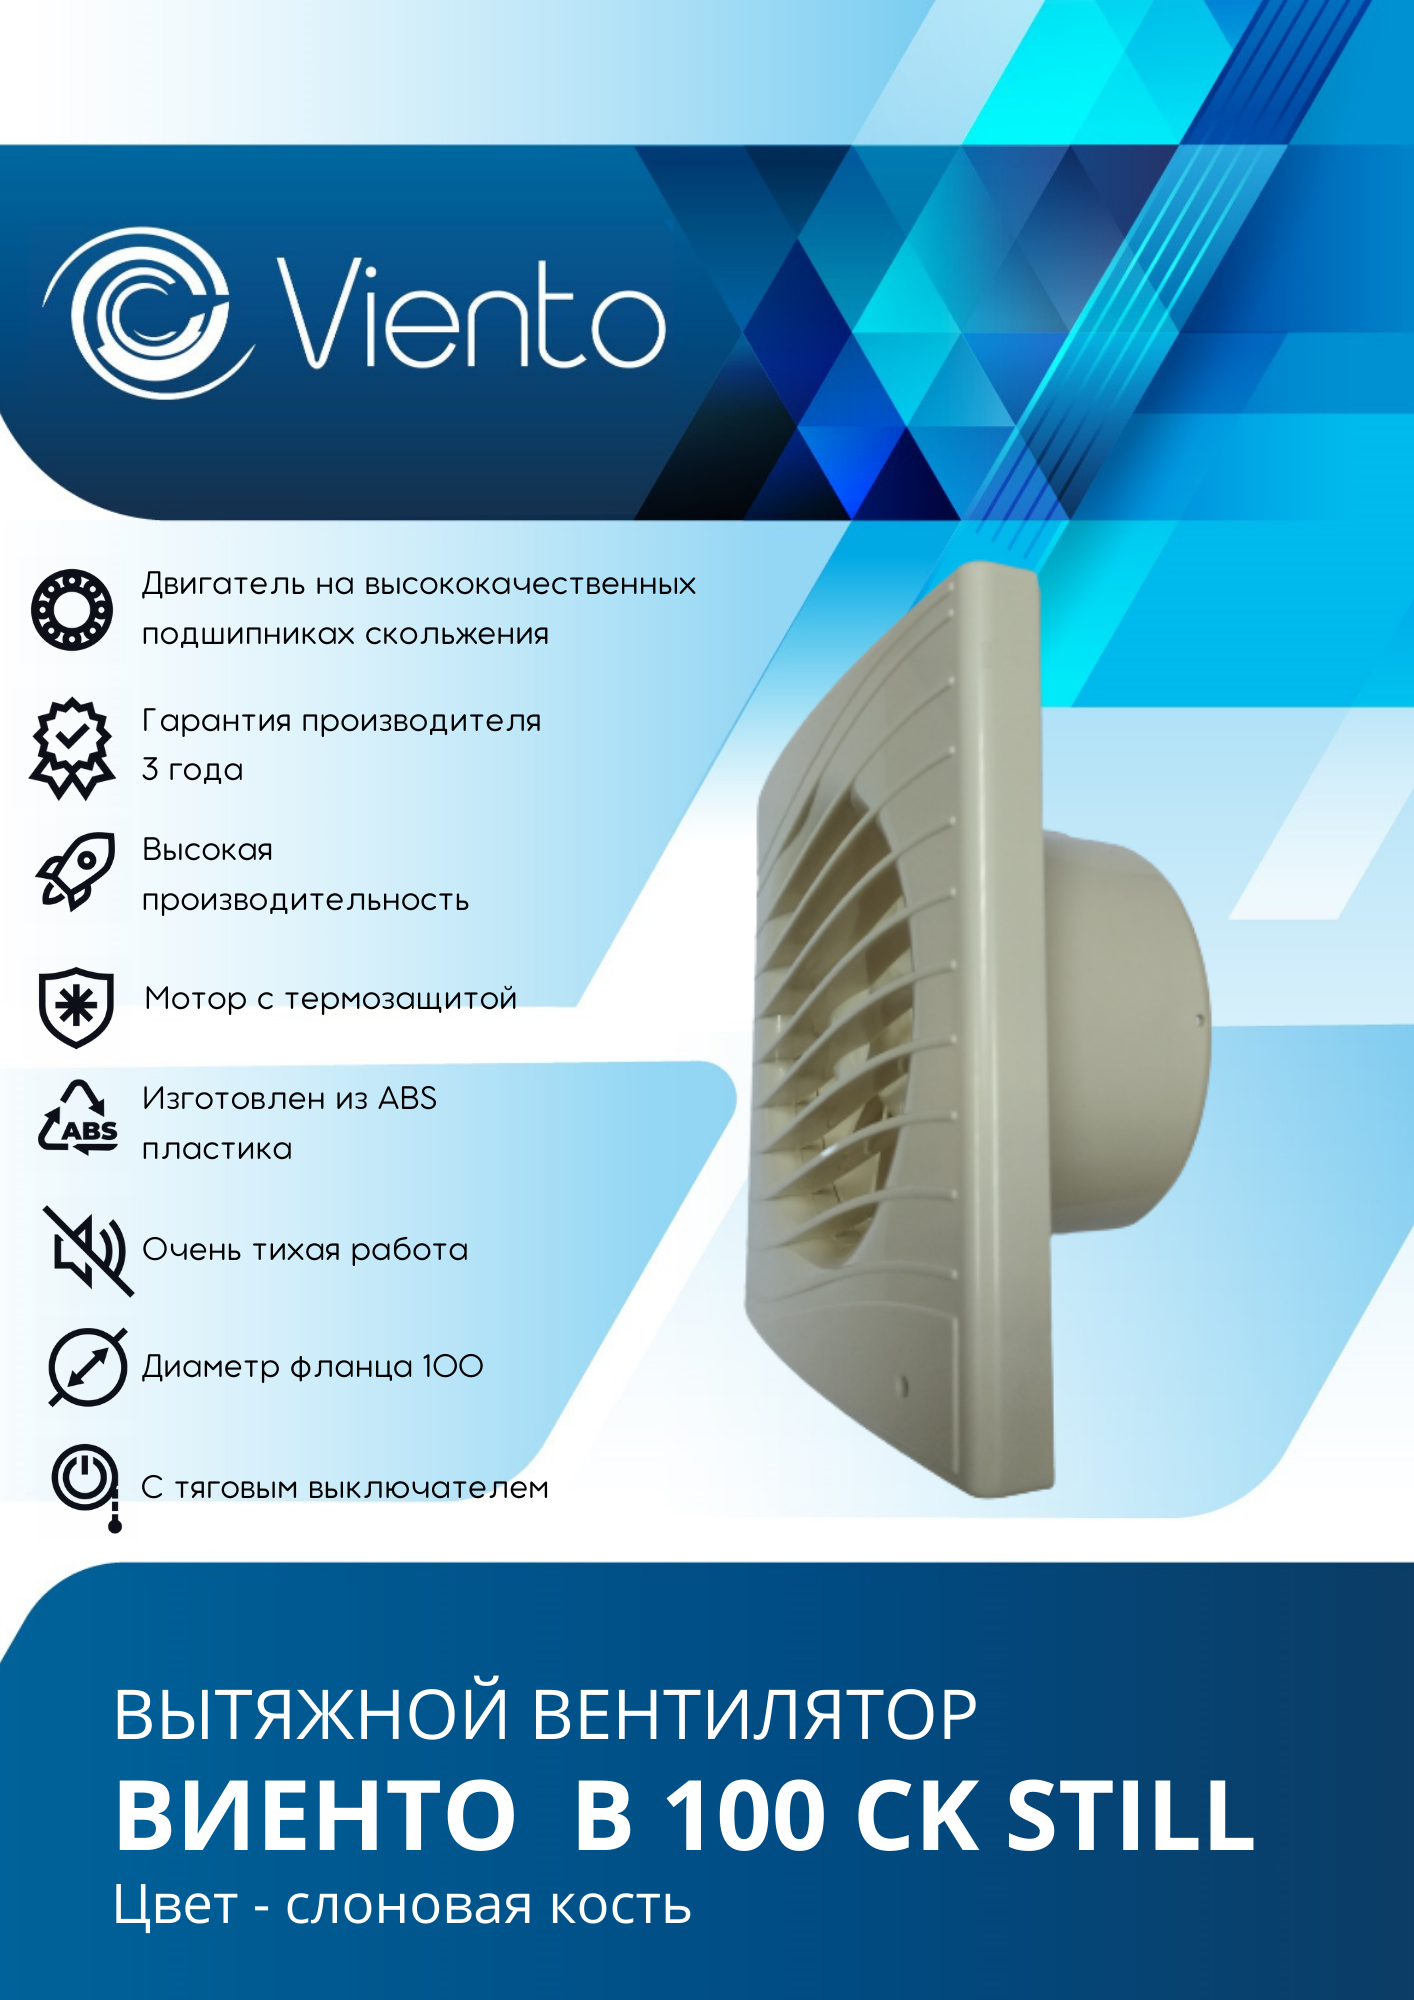 Viento
Двигатель на высококачественных
подшипниках скольжения
Гарантия производителя
3 года
Высокая
производительность
Мотор с термозащитой
Изготовлен из ABS
пластика
ABS
Очень тихая работа
Диаметр фланца 100
С тяговым выключателем
ВЫТЯЖНОЙ ВЕНТИЛЯТОР
ВИЕНТО В 100 СK STILL
Цвет - слоновая кость